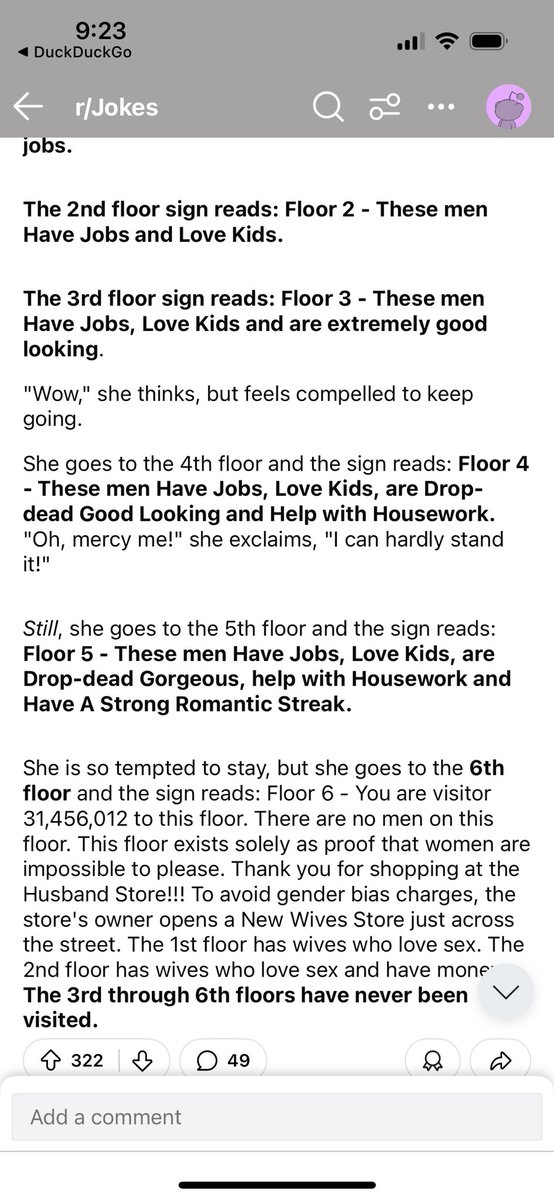 9:23
◀ DuckDuckGo
r/Jokes
jobs.
The 2nd floor sign reads: Floor 2 - These men
Have Jobs and Love Kids.
The 3rd floor sign reads: Floor 3 - These men
Have Jobs, Love Kids and are extremely good
looking.
"Wow," she thinks, but feels compelled to keep
going.
She goes to the 4th floor and the sign reads: Floor 4
- These men Have Jobs, Love Kids, are Drop-
dead Good Looking and Help with Housework.
"Oh, mercy me!" she exclaims, "I can hardly stand
it!"
Still, she goes to the 5th floor and the sign reads:
Floor 5 - These men Have Jobs, Love Kids, are
Drop-dead Gorgeous, help with Housework and
Have A Strong Romantic Streak.
She is so tempted to stay, but she goes to the 6th
floor and the sign reads: Floor 6 - You are visitor
31,456,012 to this floor. There are no men on this
floor. This floor exists solely as proof that women are
impossible to please. Thank you for shopping at the
Husband Store!!! To avoid gender bias charges, the
store's owner opens a New Wives Store just across
the street. The 1st floor has wives who love sex. The
2nd floor has wives who love sex and have mone
The 3rd through 6th floors have never been
visited.
322
49
Add a comment